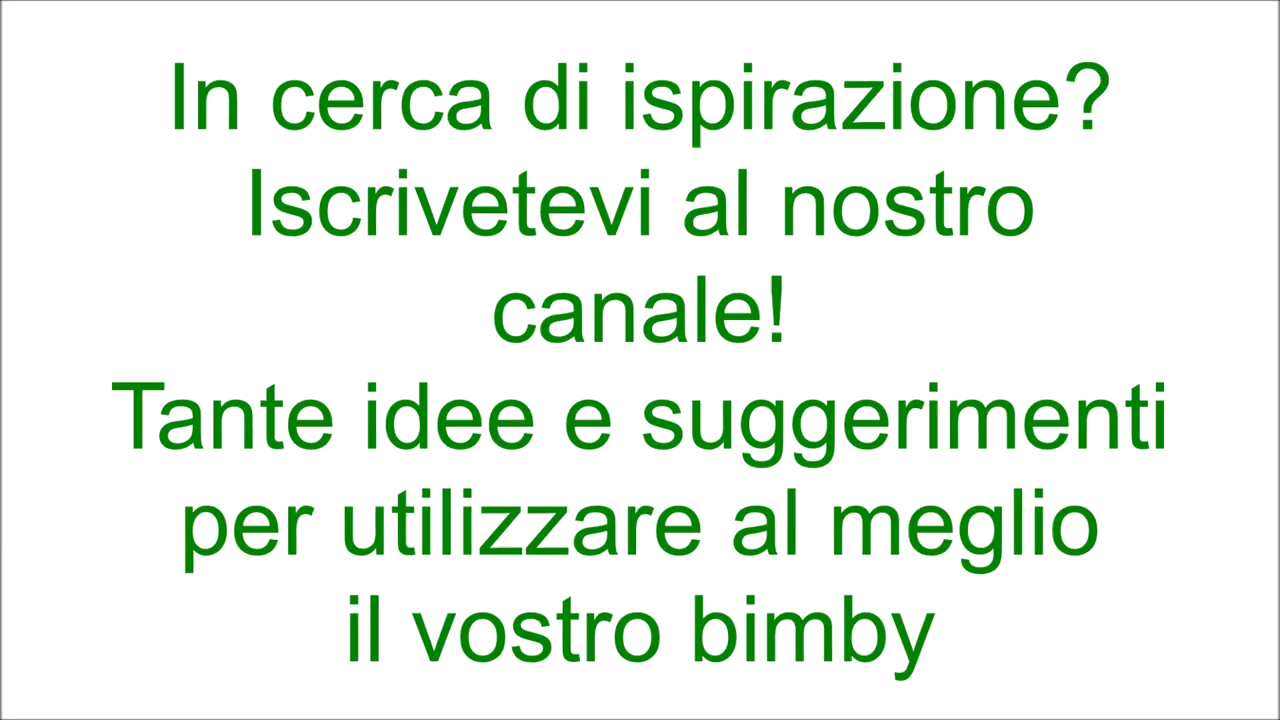 In cerca di ispirazione?
Iscrivetevi al nostro
canale!
Tante idee e suggerimenti
per utilizzare al meglio
il vostro bimby